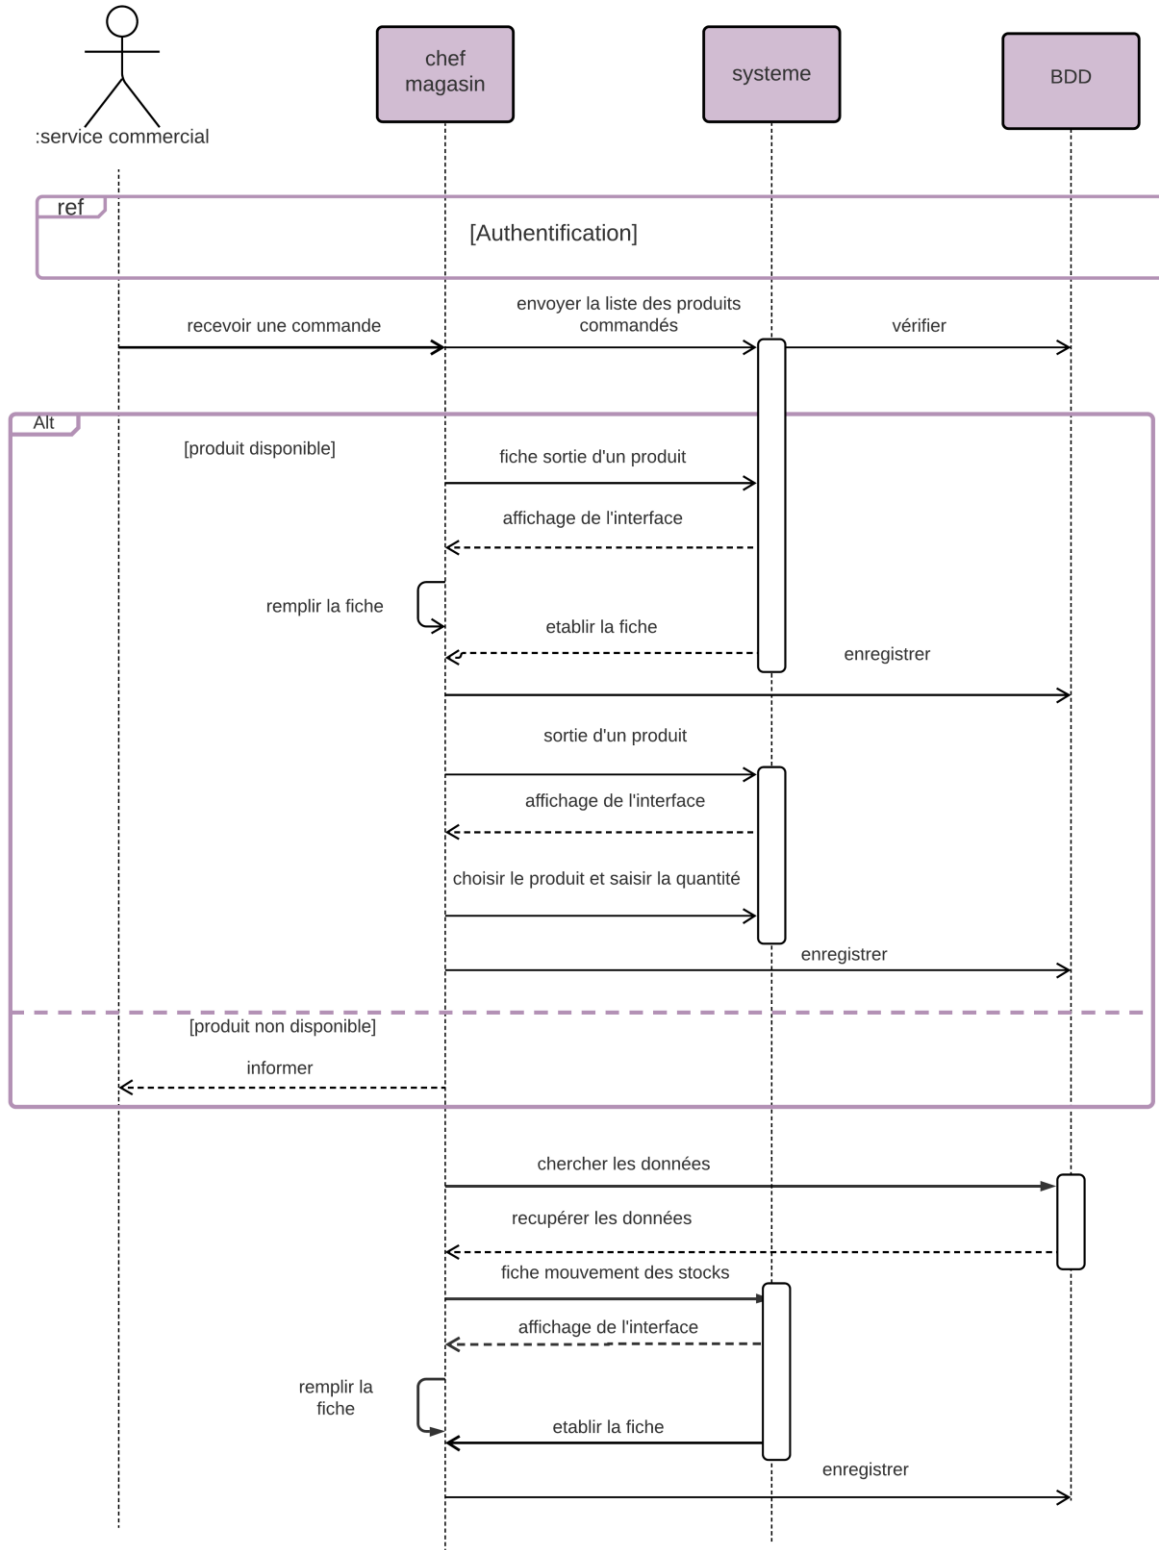 :service commercial
chef
magasin
systeme
BDD
ref
[Authentification]
recevoir une commande
envoyer la liste des produits
commandés
vérifier
Alt
[produit disponible]
fiche sortie d'un produit
affichage de l'interface
remplir la fiche
etablir la fiche
enregistrer
sortie d'un produit
affichage de l'interface
choisir le produit et saisir la quantité
enregistrer
[produit non disponible]
informer
chercher les données
recupérer les données
fiche mouvement des stocks
affichage de l'interface
remplir la
fiche
etablir la fiche
enregistrer